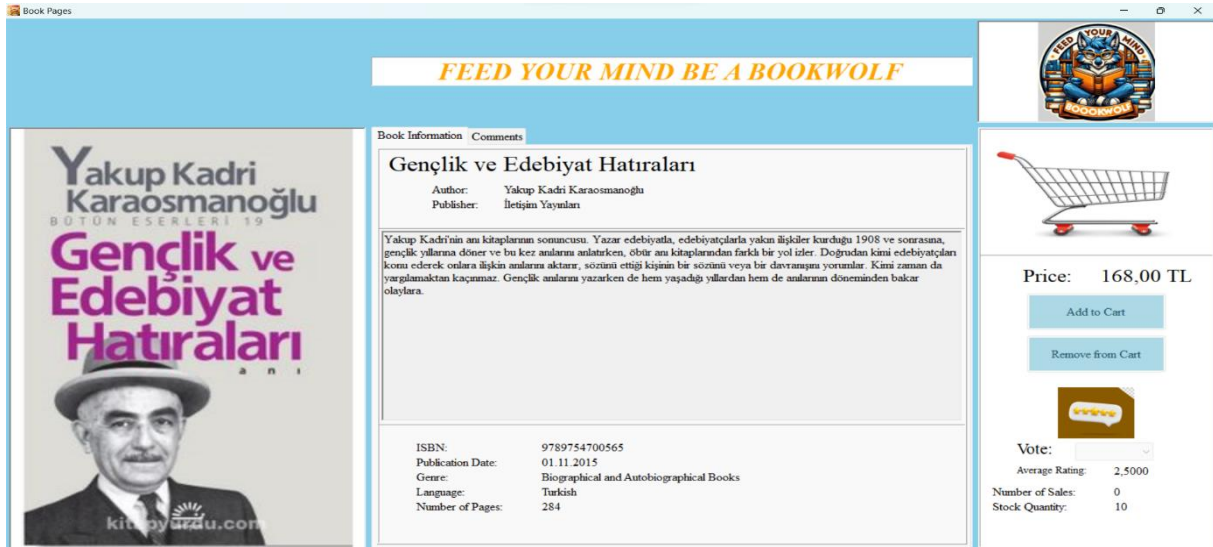 Book Pages
FEED YOUR MIND BE A BOOKWOLF
FEED YOUR MIND
BOOOKWOLF
Yakup Kadri
Karaosmanoğlu
BÜTÜN ESERLERİ 19
Gençlik ve
Edebiyat
Hatıraları
anı
kitapyurdu.com
Book Information Comments
Gençlik ve Edebiyat Hatıraları
Author: Yakup Kadri Karaosmanoğlu
Publisher: İletişim Yayınları
Yakup Kadri'nin anı kitaplarının sonuncusu. Yazar edebiyatla, edebiyatçılarla yakın ilişkiler kurduğu 1908 ve sonrasına,
gençlik yıllarına döner ve bu kez anılarını anlatırken, öbür anı kitaplarından farklı bir yol izler. Doğrudan kimi edebiyatçıları
konu ederek onlara ilişkin anılarını aktarır, sözünü ettiği kişinin bir sözünü veya bir davranışını yorumlar. Kimi zaman da
yargılamaktan kaçınmaz. Gençlik anılarını yazarken de hem yaşadığı yıllardan hem de anılarının döneminden bakar
olaylara.
ISBN: 9789754700565
Publication Date: 01.11.2015
Genre: Biographical and Autobiographical Books
Language: Turkish
Number of Pages: 284
Price: 168,00 TL
Add to Cart
Remove from Cart
Vote:
Average Rating: 2,5000
Number of Sales: 0
Stock Quantity: 10